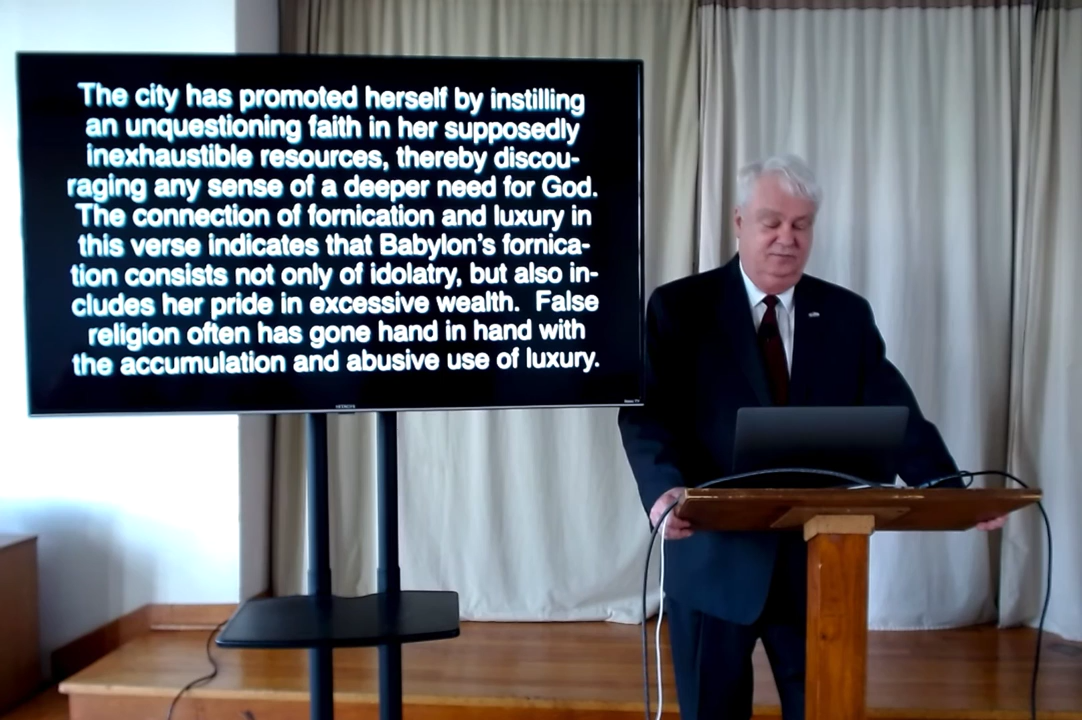 The city has promoted herself by instilling
an unquestioning faith in her supposedly
inexhaustible resources, thereby discou-
raging any sense of a deeper need for God.
The connection of fornication and luxury in
this verse indicates that Babylon's fornica-
tion consists not only of idolatry, but also in-
cludes her pride in excessive wealth.  False
religion often has gone hand in hand with
the accumulation and abusive use of luxury.
HITACHI
Roku TV